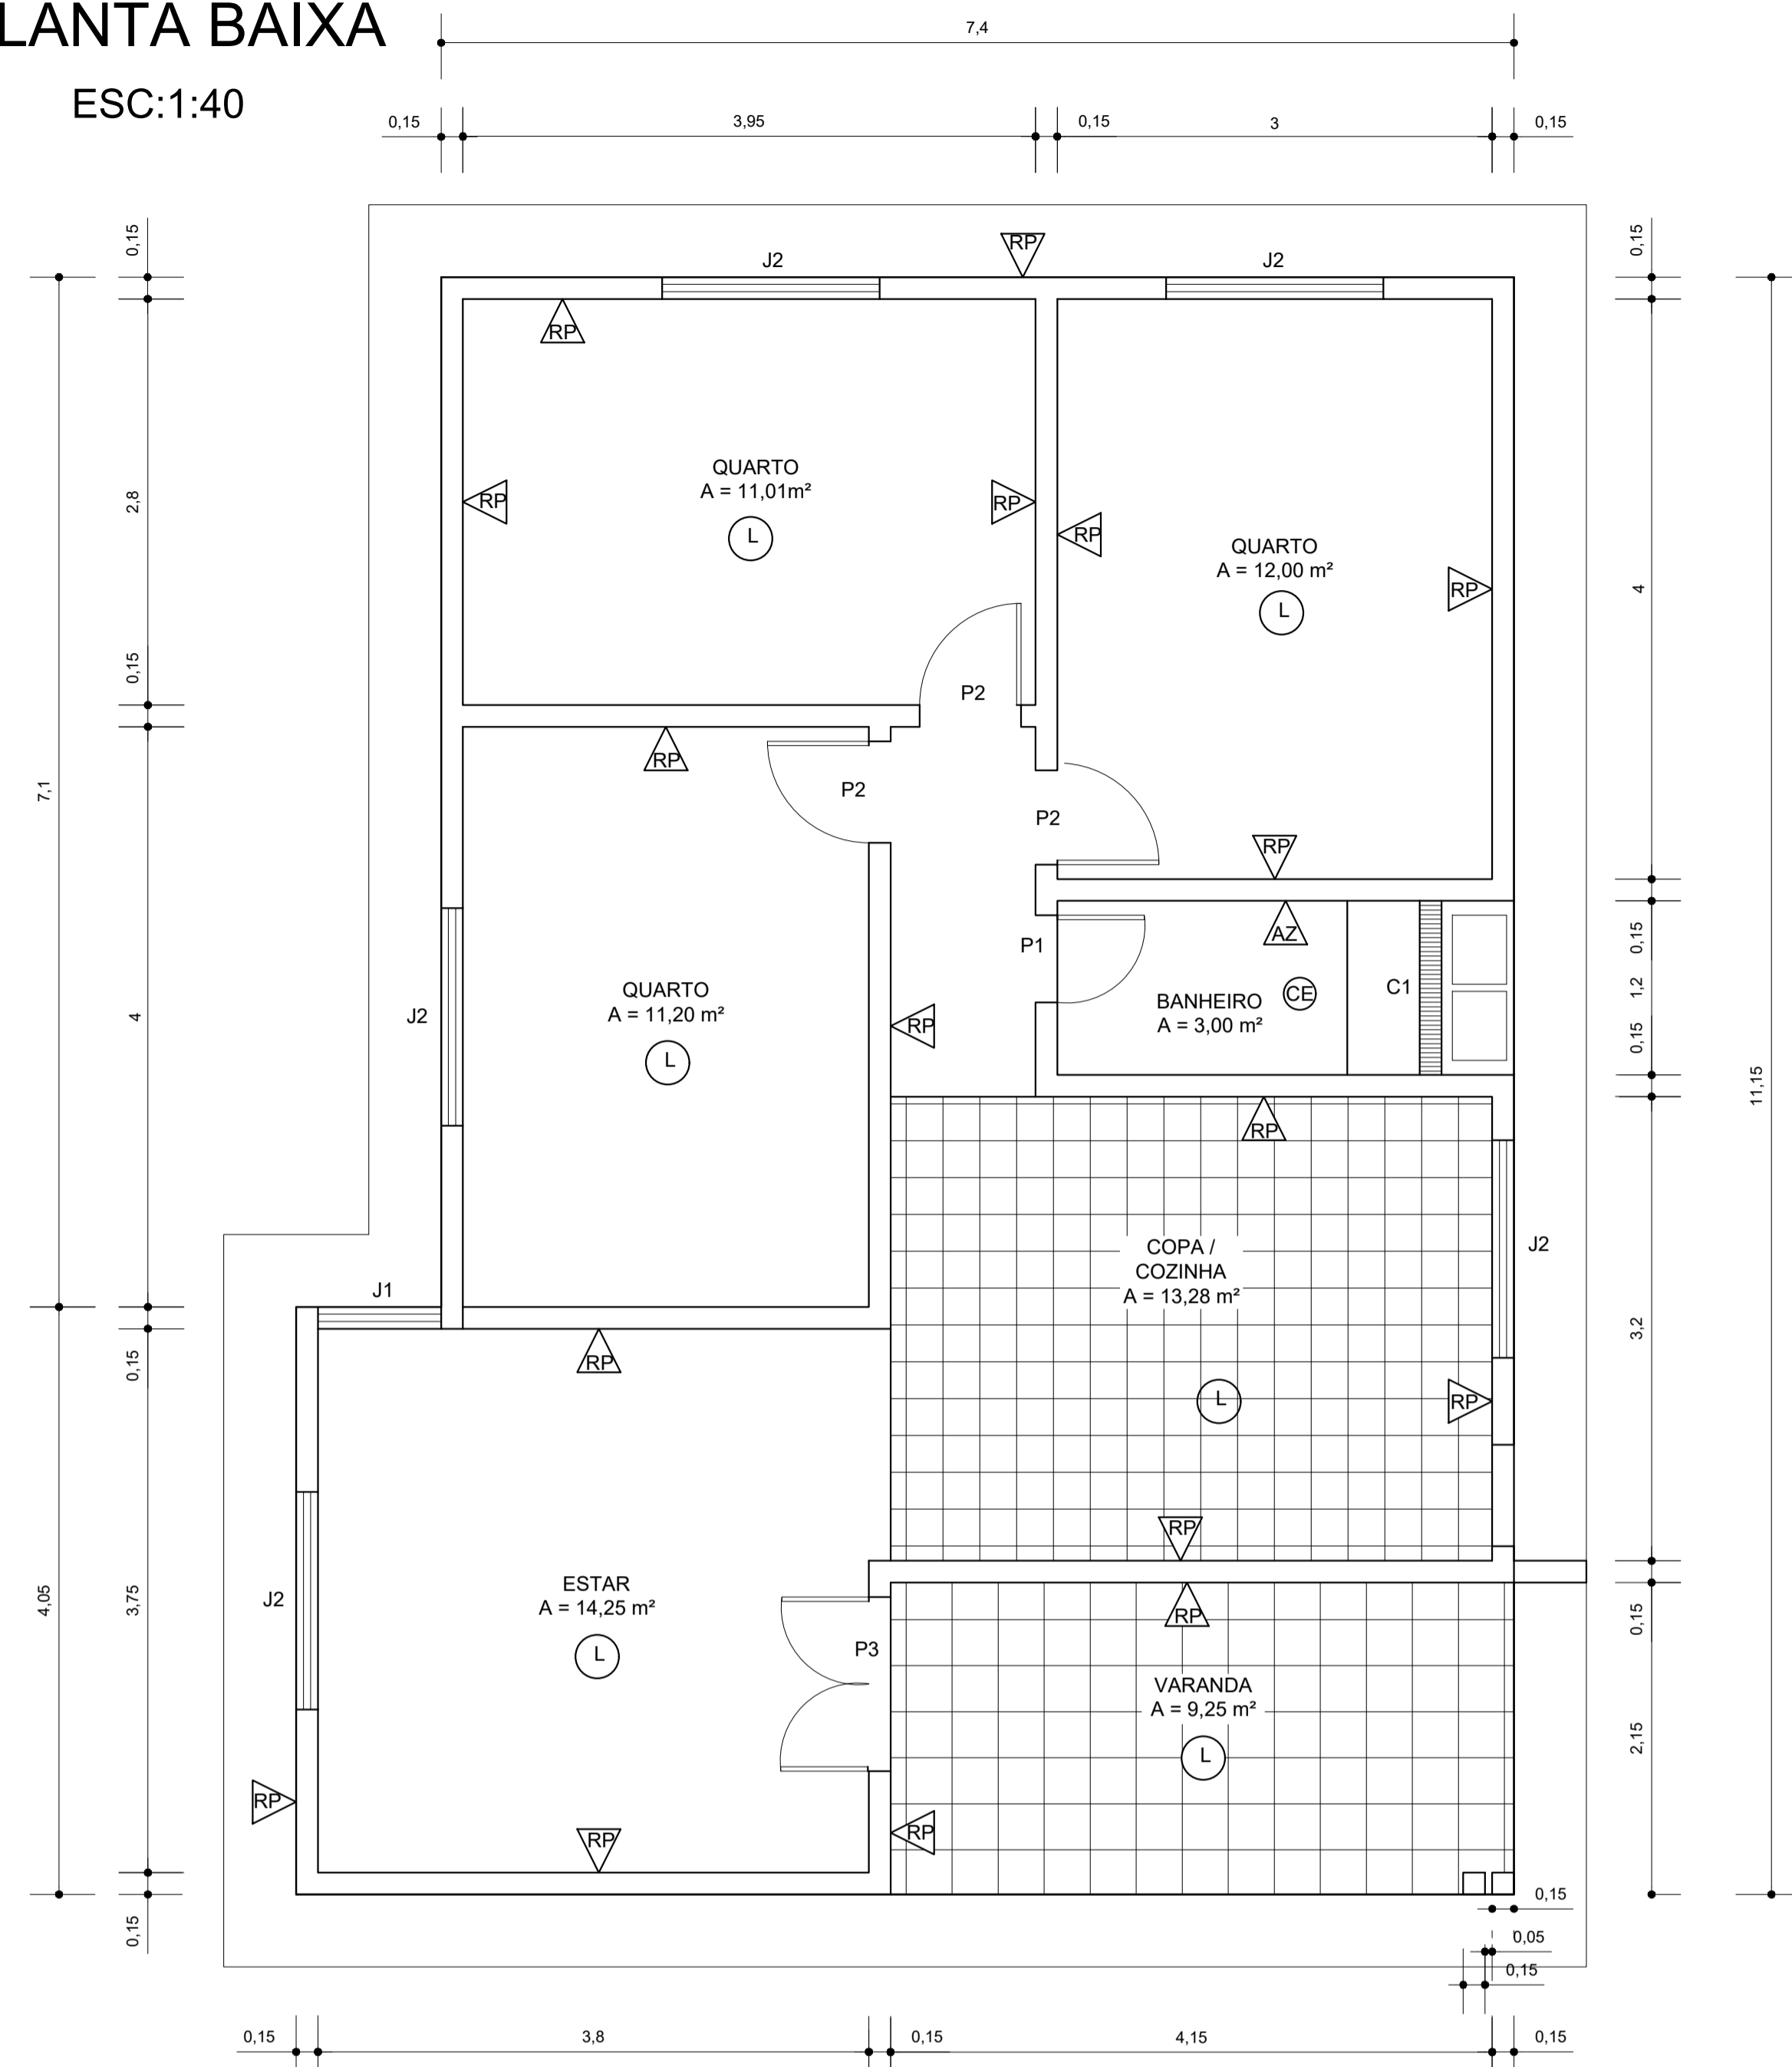 LANTA BAIXA
ESC:1:40
7,4
0,15
3,95
0,15
3
0,15
0,15
0,15
RP
J2
J2
RP
2,8
QUARTO
A = 11,01m²
L
RP
RP
RP
QUARTO
A = 12,00 m²
L
RP
4
0,15
P2
RP
P2
P2
RP
7,1
11,15
AZ
0,15
P1
C1
1,2
QUARTO
A = 11,20 m²
L
J2
4
RP
BANHEIRO
A = 3,00 m²
CE
0,15
RP
J2
COPA /
COZINHA
A = 13,28 m²
J1
3,2
0,15
RP
L
RP
RP
4,05
3,75
J2
ESTAR
A = 14,25 m²
L
P3
RP
0,15
VARANDA
A = 9,25 m²
L
2,15
RP
RP
RP
0,15
0,15
0,05
0,15
0,15
3,8
0,15
4,15
0,15